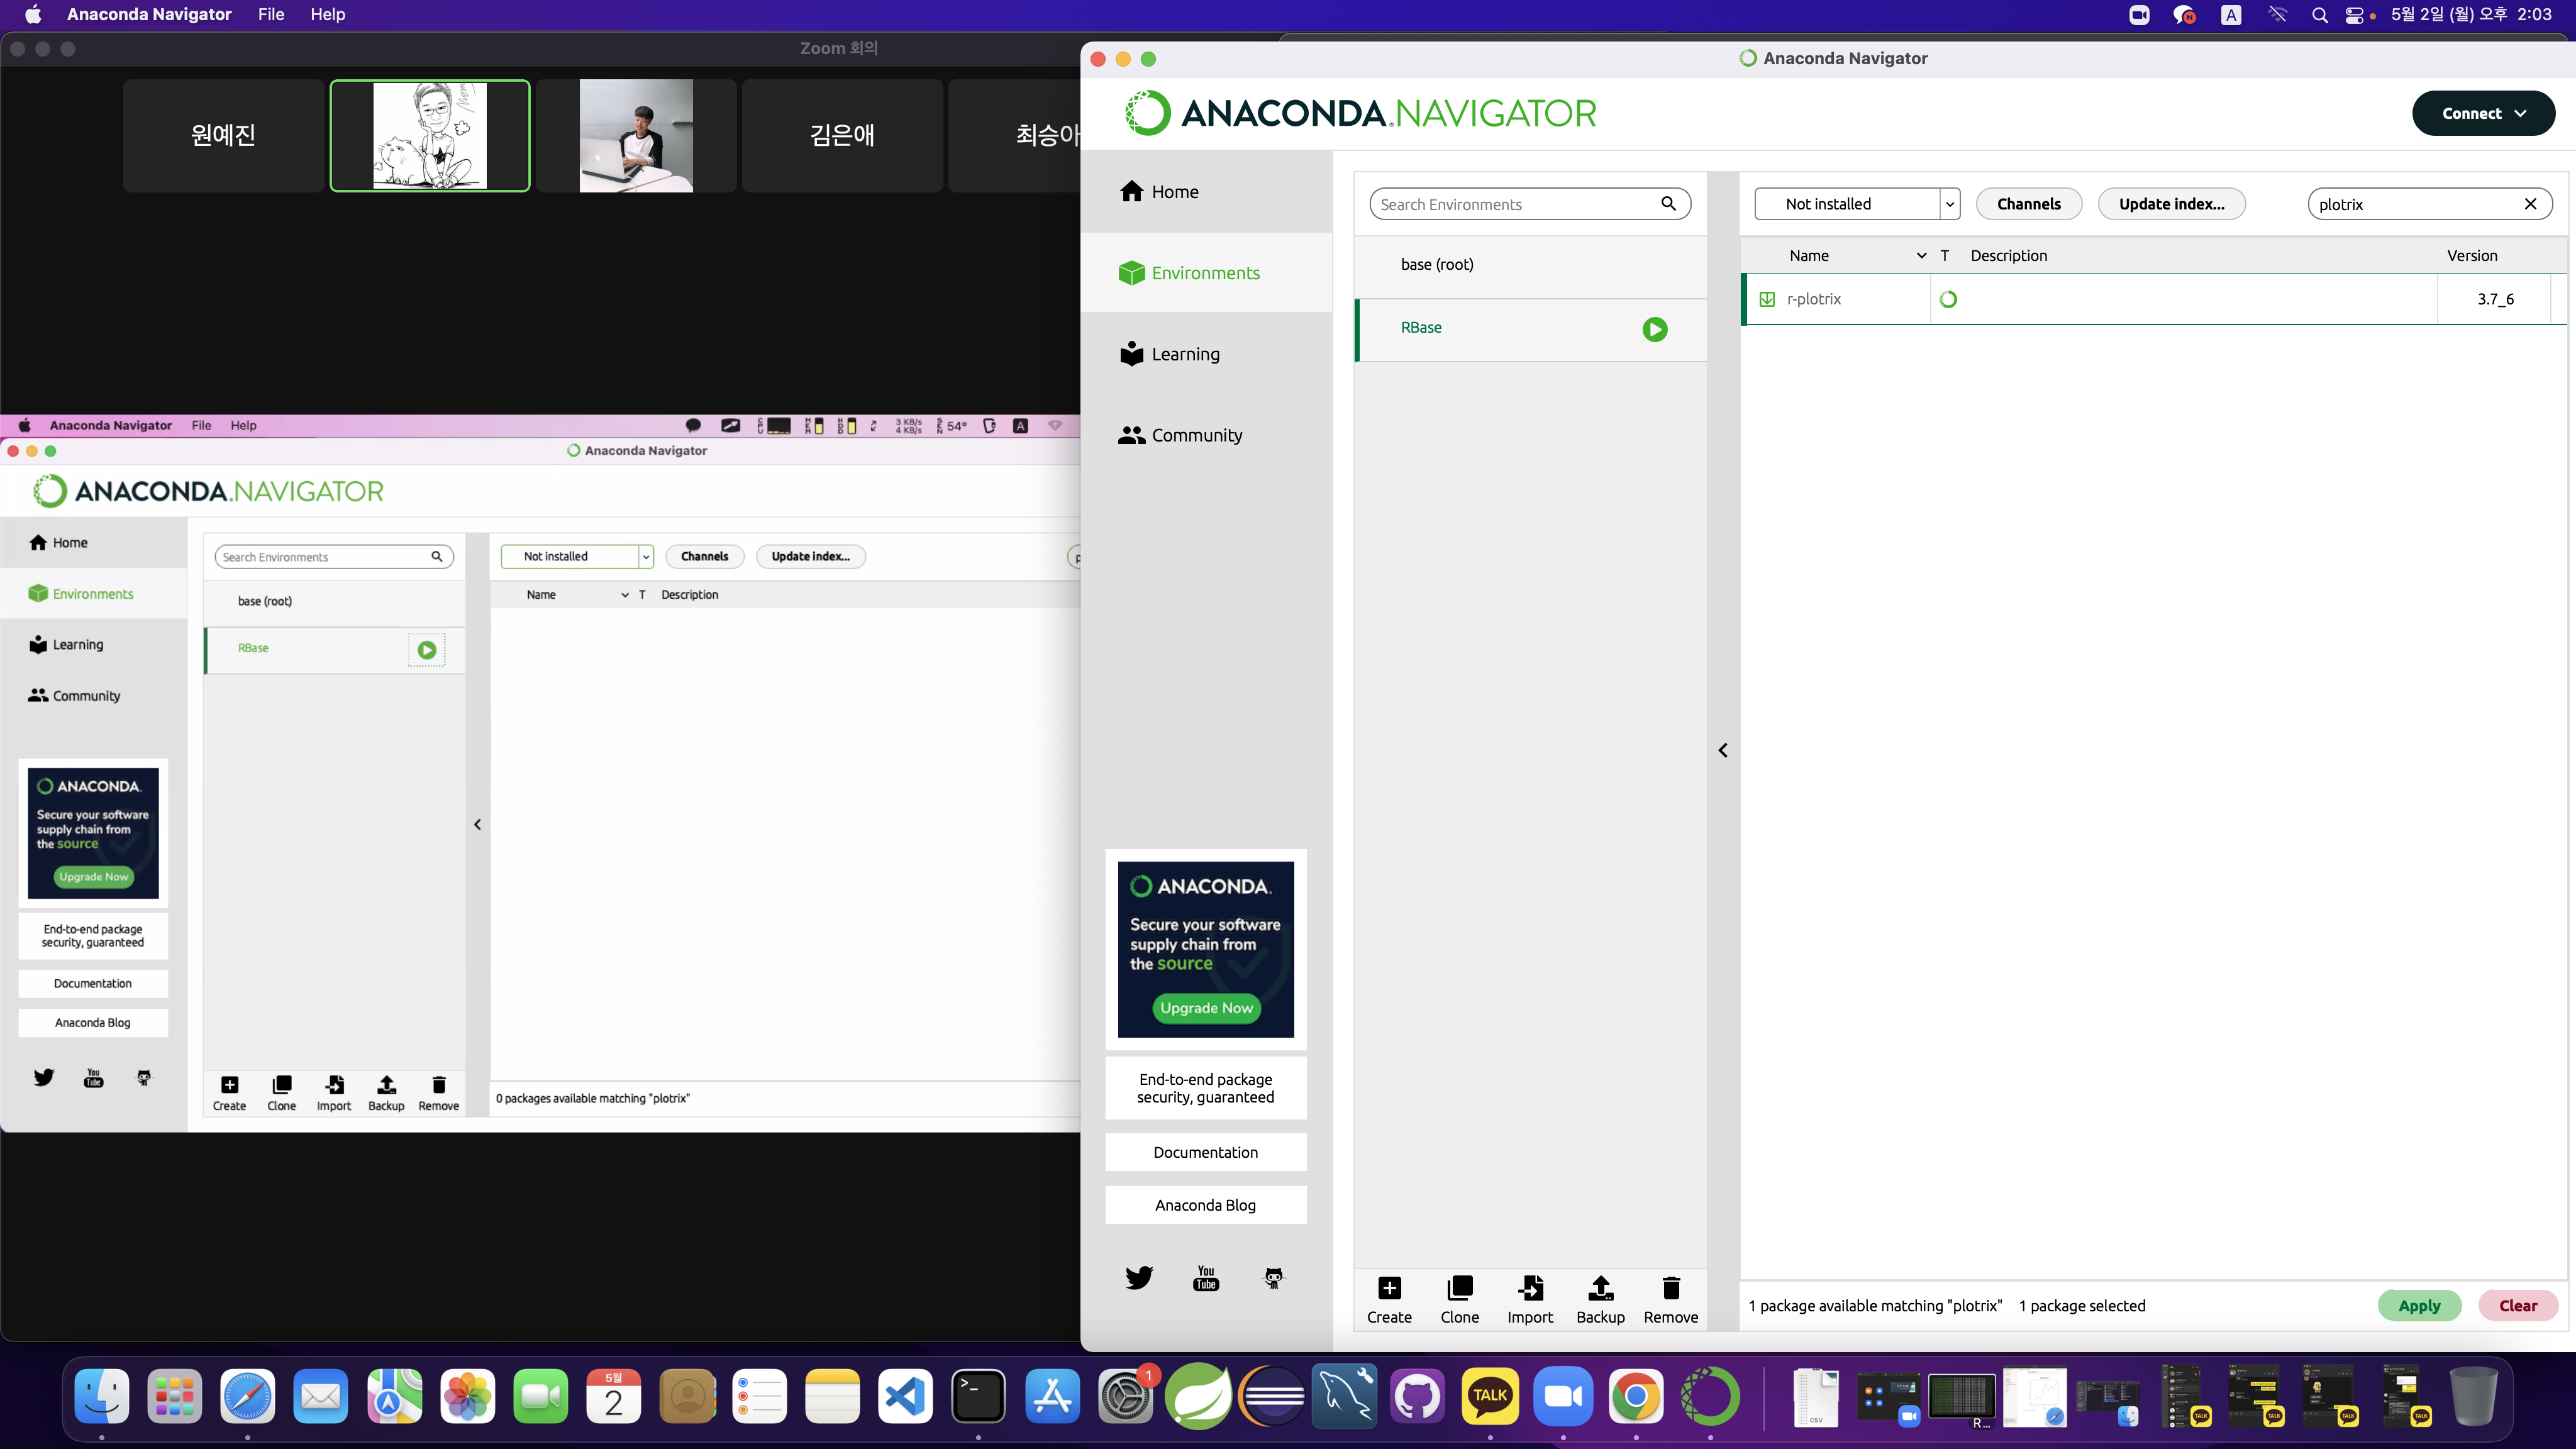 Anaconda Navigator File Help
A 5월 2일 (월) 오후 2:03
Zoom 회의
원예진
김은애
최승아
Anaconda Navigator File Help
3 KB/s
4 KB/s
54°
A
Anaconda Navigator
ANACONDA.NAVIGATOR
Home
Environments
Learning
Community
Search Environments
base (root)
RBase
Not installed
Channels
Update index...
Name T Description
ANACONDA.
Secure your software
supply chain from
the source
Upgrade Now
End-to-end package
security, guaranteed
Documentation
Anaconda Blog
You
Tube
Create Clone Import Backup Remove
0 packages available matching "plotrix"
Anaconda Navigator
ANACONDA.NAVIGATOR
Connect
Home
Environments
Learning
Community
Search Environments
base (root)
RBase
Not installed
Channels
Update index...
plotrix
Name T Description Version
r-plotrix 3.7_6
ANACONDA.
Secure your software
supply chain from
the source
Upgrade Now
End-to-end package
security, guaranteed
Documentation
Anaconda Blog
You
Tube
Create Clone Import Backup Remove
1 package available matching "plotrix" 1 package selected
Apply
Clear
5월
2
1
TALK
CSV
R...
TALK
TALK
TALK
TALK